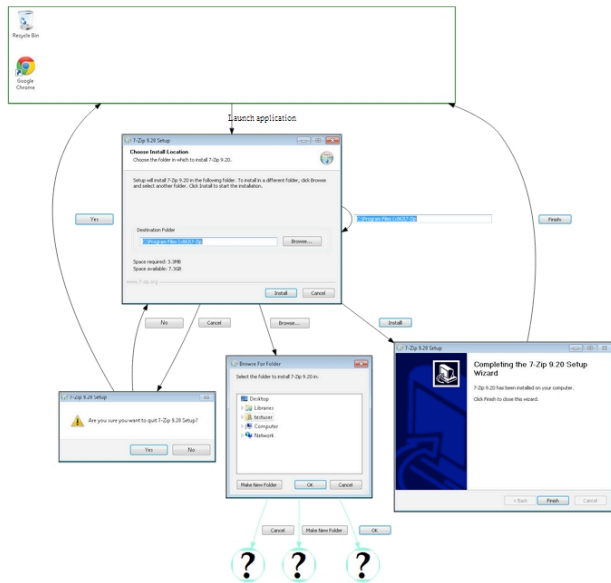 Recycle Bin
Google
Chrome
Launch application
7-Zip 9.20 Setup
Choose Install Location
Choose the folder in which to install 7-Zip 9.20.
Setup will install 7-Zip 9.20 in the following folder. To install in a different folder, click Browse
and select another folder. Click Install to start the installation.
Destination Folder
C:\Program Files (x86)\7-Zip
Browse...
Space required: 3.3MB
Space available: 7.3GB
www.7-zip.org
Install
Cancel
Yes
C:\Program Files (x86)\7-Zip
Finish
No
Cancel
Browse...
Install
7-Zip 9.20 Setup
Are you sure you want to quit 7-Zip 9.20 Setup?
Yes
No
Browse For Folder
Select the folder to install 7-Zip 9.20 in:
Desktop
Libraries
testuser
Computer
Network
Make New Folder
OK
Cancel
7-Zip 9.20 Setup
Completing the 7-Zip 9.20 Setup
Wizard
7-Zip 9.20 has been installed on your computer.
Click Finish to close this wizard.
< Back
Finish
Cancel
Cancel
Make New Folder
OK
?
?
?